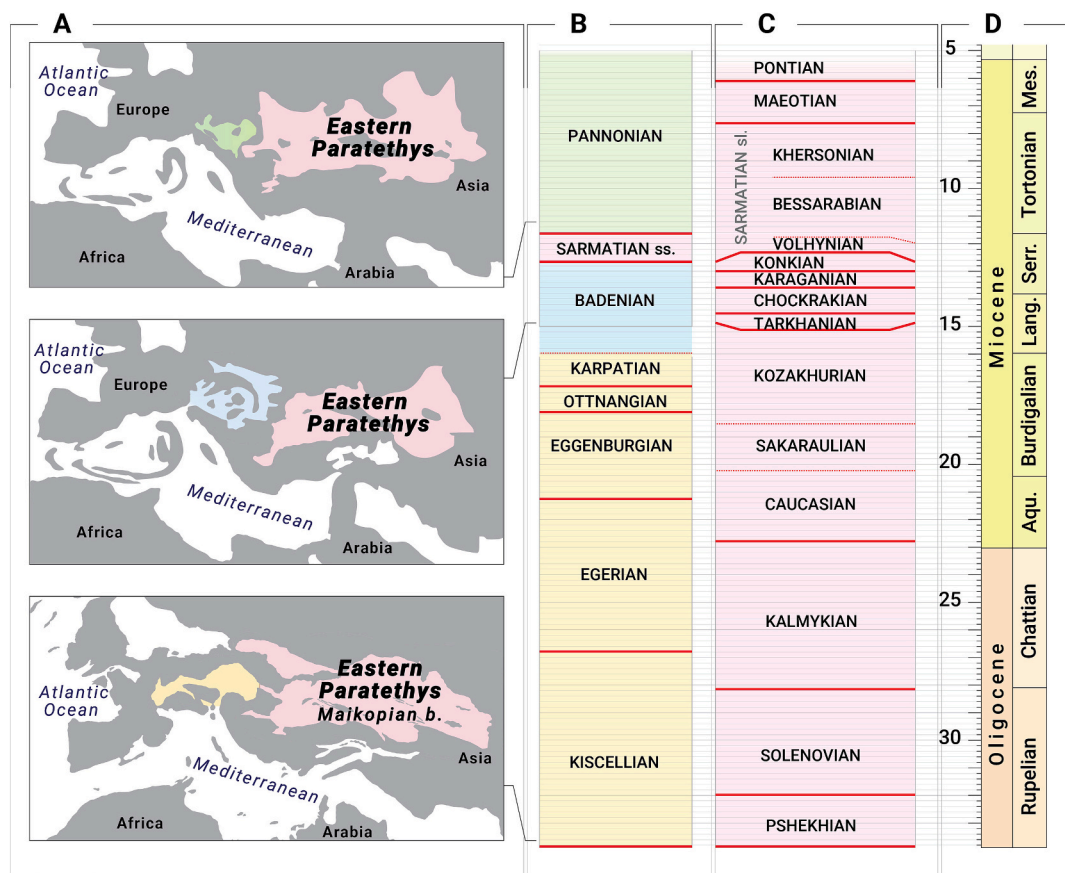 A
B
C
D
Atlantic
Ocean
Europe
Eastern
Paratethys
Asia
Mediterranean
Africa
Arabia
Atlantic
Ocean
Europe
Eastern
Paratethys
Asia
Mediterranean
Africa
Arabia
Eastern
Paratethys
Maikopian b.
Atlantic
Ocean
Asia
Mediterranean
Africa
Arabia
PANNONIAN
SARMATIAN ss.
BADENIAN
KARPATIAN
OTTNANGIAN
EGGENBURGIAN
EGERIAN
KISCELLIAN
PONTIAN
MAEOTIAN
SARMATIAN sl.
KHERSONIAN
BESSARABIAN
VOLHYNIAN
KONKIAN
KARAGANIAN
CHOCKRAKIAN
TARKHANIAN
KOZAKHURIAN
SAKARAULIAN
CAUCASIAN
KALMYKIAN
SOLENOVIAN
PSHEKHIAN
5
10
15
20
25
30
Miocene
Oligocene
Mes.
Tortonian
Serr.
Lang.
Burdigalian
Aqu.
Chattian
Rupelian